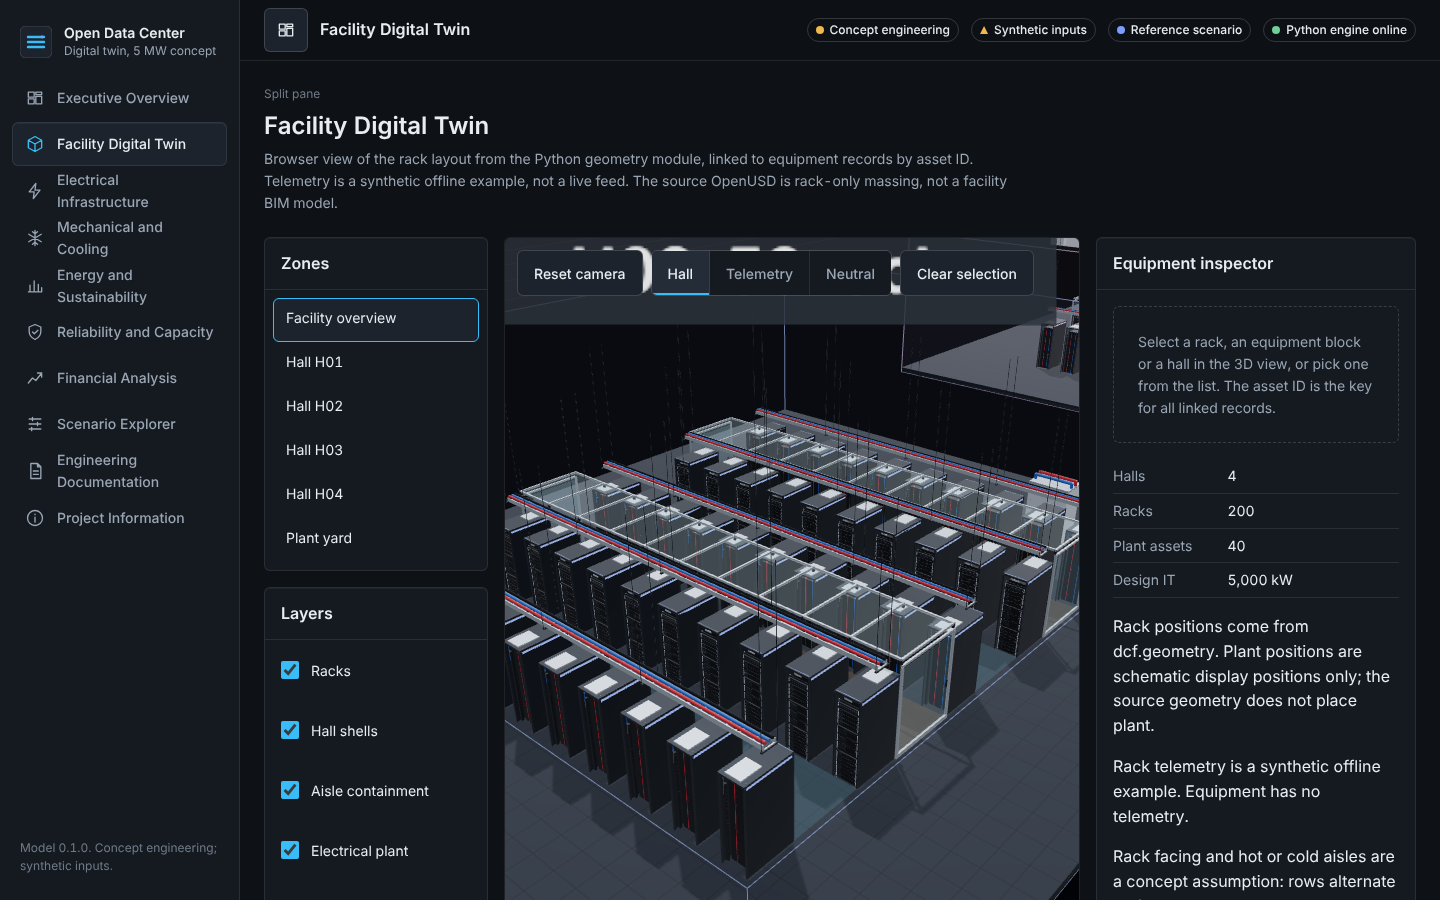 Open Data Center
Digital twin, 5 MW concept
Executive Overview
Facility Digital Twin
Electrical
Infrastructure
Mechanical and
Cooling
Energy and
Sustainability
Reliability and Capacity
Financial Analysis
Scenario Explorer
Engineering
Documentation
Project Information
Model 0.1.0. Concept engineering;
synthetic inputs.
Facility Digital Twin
Concept engineering
Synthetic inputs
Reference scenario
Python engine online
Split pane
Facility Digital Twin
Browser view of the rack layout from the Python geometry module, linked to equipment records by asset ID.
Telemetry is a synthetic offline example, not a live feed. The source OpenUSD is rack-only massing, not a facility
BIM model.
Zones
Facility overview
Hall H01
Hall H02
Hall H03
Hall H04
Plant yard
Layers
Racks
Hall shells
Aisle containment
Electrical plant
Reset camera
Hall
Telemetry
Neutral
Clear selection
Equipment inspector
Select a rack, an equipment block
or a hall in the 3D view, or pick one
from the list. The asset ID is the key
for all linked records.
Halls 4
Racks 200
Plant assets 40
Design IT 5,000 kW
Rack positions come from
dcf.geometry. Plant positions are
schematic display positions only; the
source geometry does not place
plant.
Rack telemetry is a synthetic offline
example. Equipment has no
telemetry.
Rack facing and hot or cold aisles are
a concept assumption: rows alternate